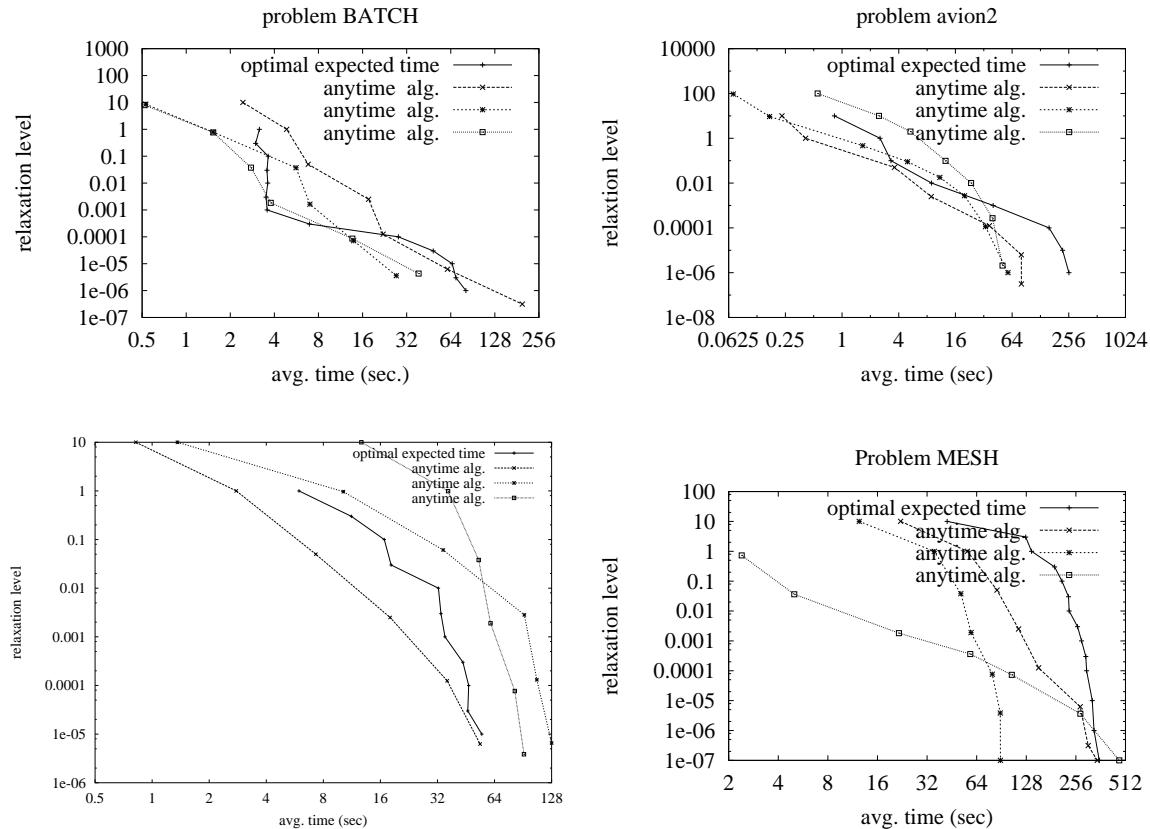 problem BATCH
1000
100
10
1
0.1
0.01
0.001
0.0001
1e-05
1e-06
1e-07
0.5 1 2 4 8 16 32 64 128 256
relaxation level
avg. time (sec.)
optimal expected time
anytime alg.
anytime alg.
anytime alg.
problem avion2
10000
100
1
0.01
0.0001
1e-06
1e-08
0.0625 0.25 1 4 16 64 256 1024
relaxtion level
avg. time (sec)
optimal expected time
anytime alg.
anytime alg.
anytime alg.
10
1
0.1
0.01
0.001
0.0001
1e-05
1e-06
0.5 1 2 4 8 16 32 64 128
relaxation level
avg. time (sec)
optimal expected time
anytime alg.
anytime alg.
anytime alg.
Problem MESH
100
10
1
0.1
0.01
0.001
0.0001
1e-05
1e-06
1e-07
2 4 8 16 32 64 128 256 512
relaxation level
avg. time (sec)
optimal expected time
anytime alg.
anytime alg.
anytime alg.